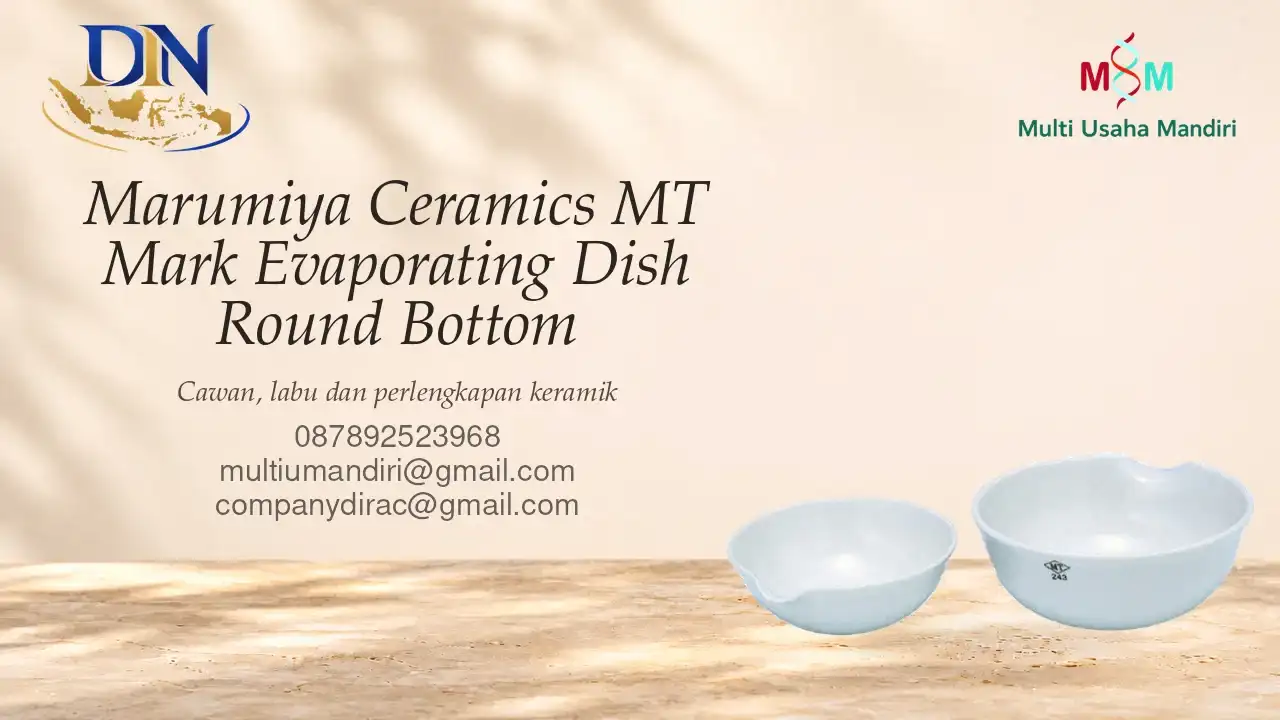 DIN
M M
Multi Usaha Mandiri
Marumiya Ceramics MT
Mark Evaporating Dish
Round Bottom
Cawan, labu dan perlengkapan keramik
087892523968
multiumandiri@gmail.com
companydirac@gmail.com
MT
243